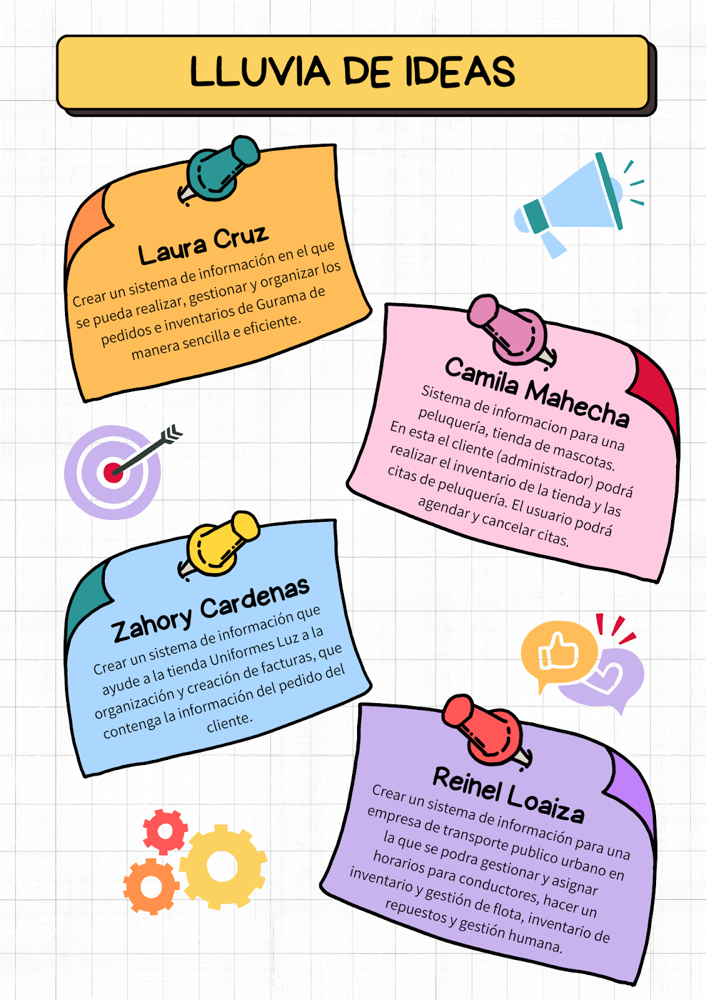 LLUVIA DE IDEAS
Laura Cruz
Crear un sistema de información en el que
se pueda realizar, gestionar y organizar los
pedidos e inventarios de Gurama de
manera sencilla e eficiente.
Camila Mahecha
Sistema de informacion para una
peluquería, tienda de mascotas.
En esta el cliente (administrador) podrá
realizar el inventario de la tienda y las
citas de peluquería. El usuario podrá
agendar y cancelar citas.
Zahory Cardenas
Crear un sistema de información que
ayude a la tienda Uniformes Luz a la
organización y creación de facturas, que
contenga la información del pedido del
cliente.
Reinel Loaiza
Crear un sistema de información para una
empresa de transporte publico urbano en
la que se podra gestionar y asignar
horarios para conductores, hacer un
inventario y gestión de flota, inventario de
repuestos y gestión humana.